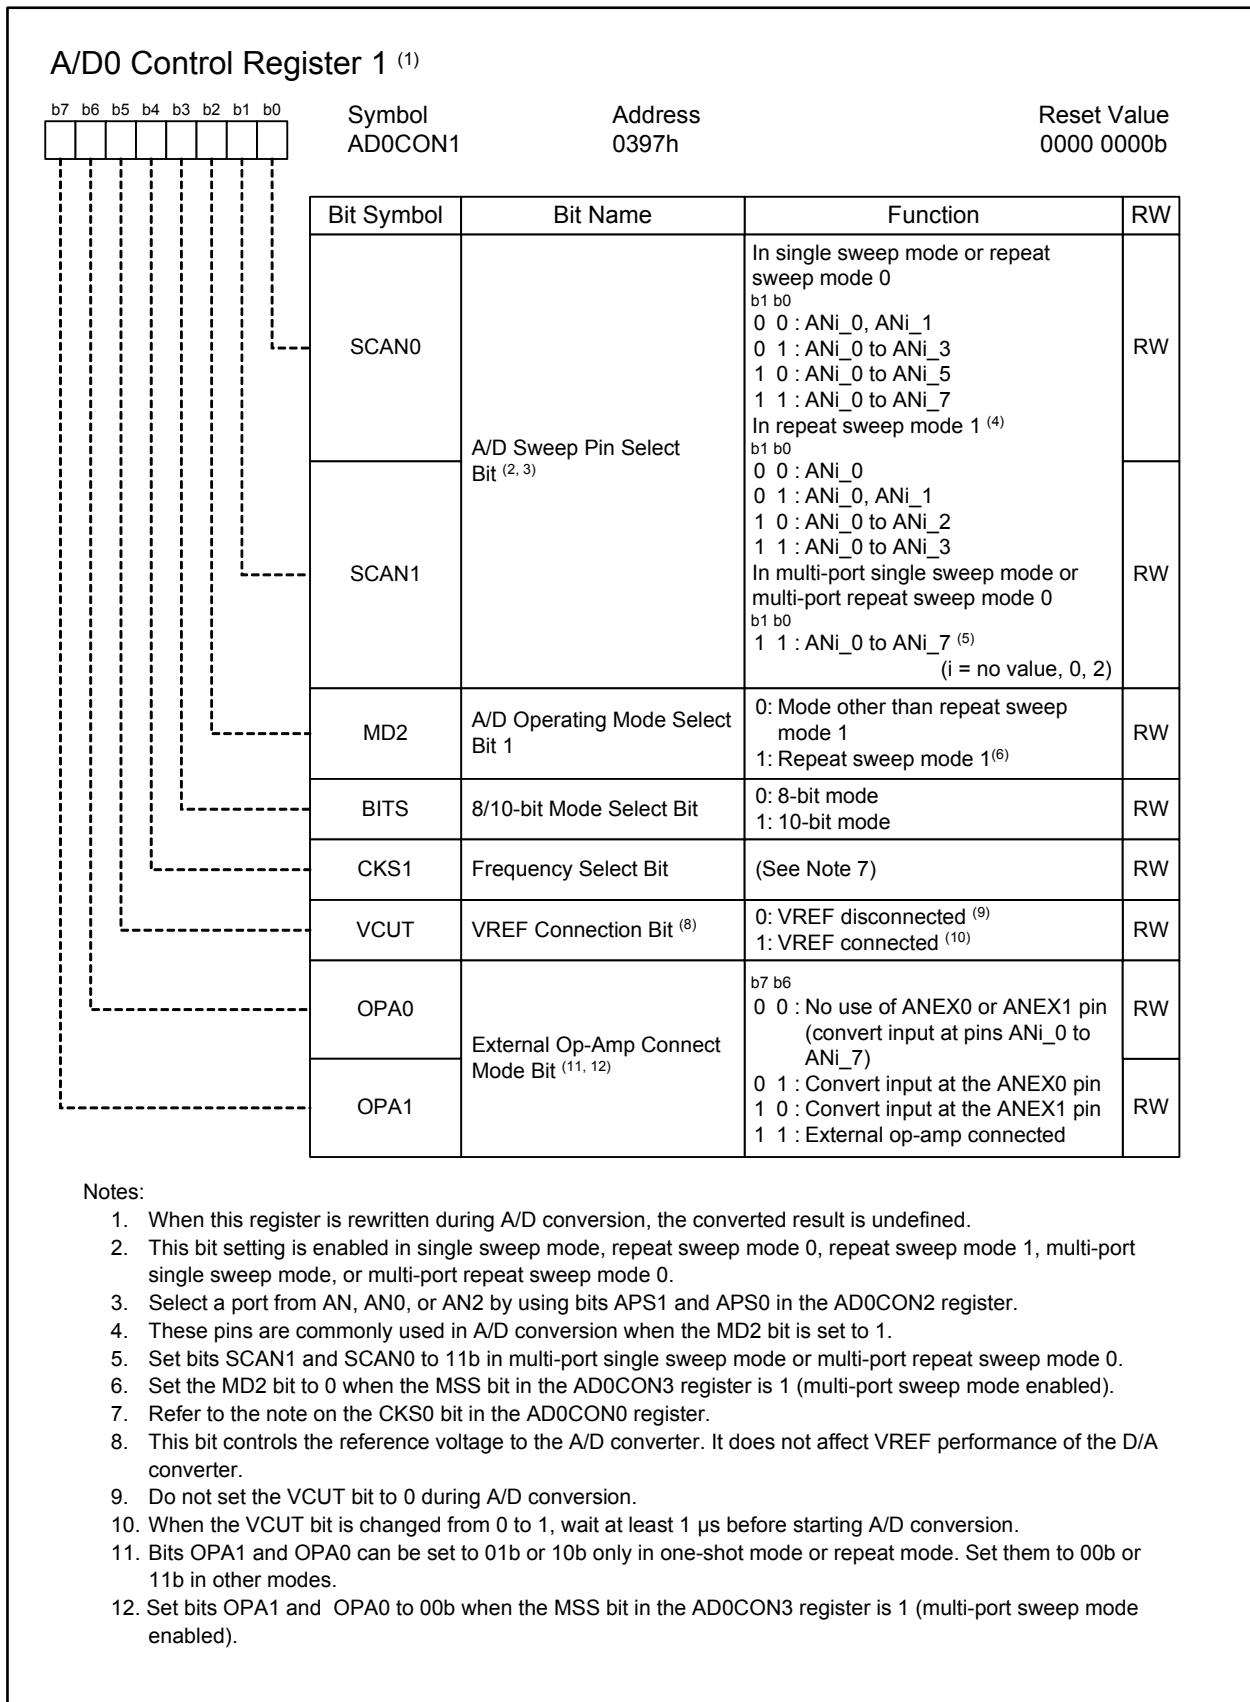 A/D0 Control Register 1 (1)
b7 b6 b5 b4 b3 b2 b1 b0
Symbol Address Reset Value
AD0CON1 0397h 0000 0000b
Bit Symbol Bit Name Function RW
SCAN0
A/D Sweep Pin Select
Bit (2, 3)
In single sweep mode or repeat
sweep mode 0
b1 b0
0 0 : ANi_0, ANi_1
0 1 : ANi_0 to ANi_3
1 0 : ANi_0 to ANi_5
1 1 : ANi_0 to ANi_7
In repeat sweep mode 1 (4)
b1 b0
0 0 : ANi_0
0 1 : ANi_0, ANi_1
1 0 : ANi_0 to ANi_2
1 1 : ANi_0 to ANi_3
In multi-port single sweep mode or
multi-port repeat sweep mode 0
b1 b0
1 1 : ANi_0 to ANi_7 (5)
(i = no value, 0, 2)
RW
SCAN1
RW
MD2
A/D Operating Mode Select
Bit 1
0: Mode other than repeat sweep
mode 1
1: Repeat sweep mode 1(6)
RW
BITS
8/10-bit Mode Select Bit
0: 8-bit mode
1: 10-bit mode
RW
CKS1 Frequency Select Bit (See Note 7) RW
VCUT
VREF Connection Bit (8)
0: VREF disconnected (9)
1: VREF connected (10)
RW
OPA0
External Op-Amp Connect
Mode Bit (11, 12)
b7 b6
0 0 : No use of ANEX0 or ANEX1 pin
(convert input at pins ANi_0 to
ANi_7)
0 1 : Convert input at the ANEX0 pin
1 0 : Convert input at the ANEX1 pin
1 1 : External op-amp connected
RW
OPA1
RW
Notes:
1. When this register is rewritten during A/D conversion, the converted result is undefined.
2. This bit setting is enabled in single sweep mode, repeat sweep mode 0, repeat sweep mode 1, multi-port
single sweep mode, or multi-port repeat sweep mode 0.
3. Select a port from AN, AN0, or AN2 by using bits APS1 and APS0 in the AD0CON2 register.
4. These pins are commonly used in A/D conversion when the MD2 bit is set to 1.
5. Set bits SCAN1 and SCAN0 to 11b in multi-port single sweep mode or multi-port repeat sweep mode 0.
6. Set the MD2 bit to 0 when the MSS bit in the AD0CON3 register is 1 (multi-port sweep mode enabled).
7. Refer to the note on the CKS0 bit in the AD0CON0 register.
8. This bit controls the reference voltage to the A/D converter. It does not affect VREF performance of the D/A
converter.
9. Do not set the VCUT bit to 0 during A/D conversion.
10. When the VCUT bit is changed from 0 to 1, wait at least 1 µs before starting A/D conversion.
11. Bits OPA1 and OPA0 can be set to 01b or 10b only in one-shot mode or repeat mode. Set them to 00b or
11b in other modes.
12. Set bits OPA1 and OPA0 to 00b when the MSS bit in the AD0CON3 register is 1 (multi-port sweep mode
enabled).